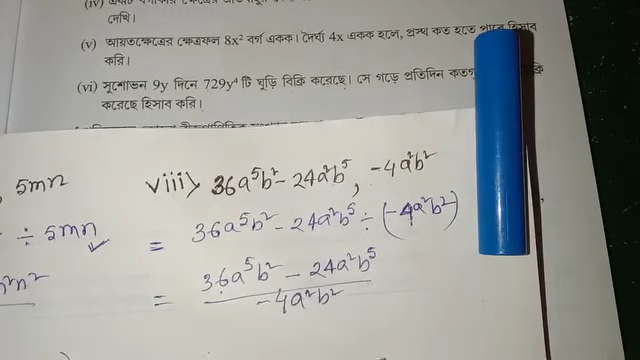 দেখি।
(v) আয়তক্ষেত্রের ক্ষেত্রফল 8x² বর্গ একক। দৈর্ঘ্য 4x একক হলে, প্রস্থ কত হতে পারে হিসাব
করি।
(vi) সুশোভন 9y দিনে 729y⁴ টি ঘুড়ি বিক্রি করেছে। সে গড়ে প্রতিদিন
করেছে হিসাব করি।
, 5mn viii) 36a⁵b² - 24a²b⁵, -4a²b²
÷ 5mn = 36a⁵b² - 24a²b⁵ ÷ (-4a²b²)
n² = 36a⁵b² - 24a²b⁵
-4a²b²